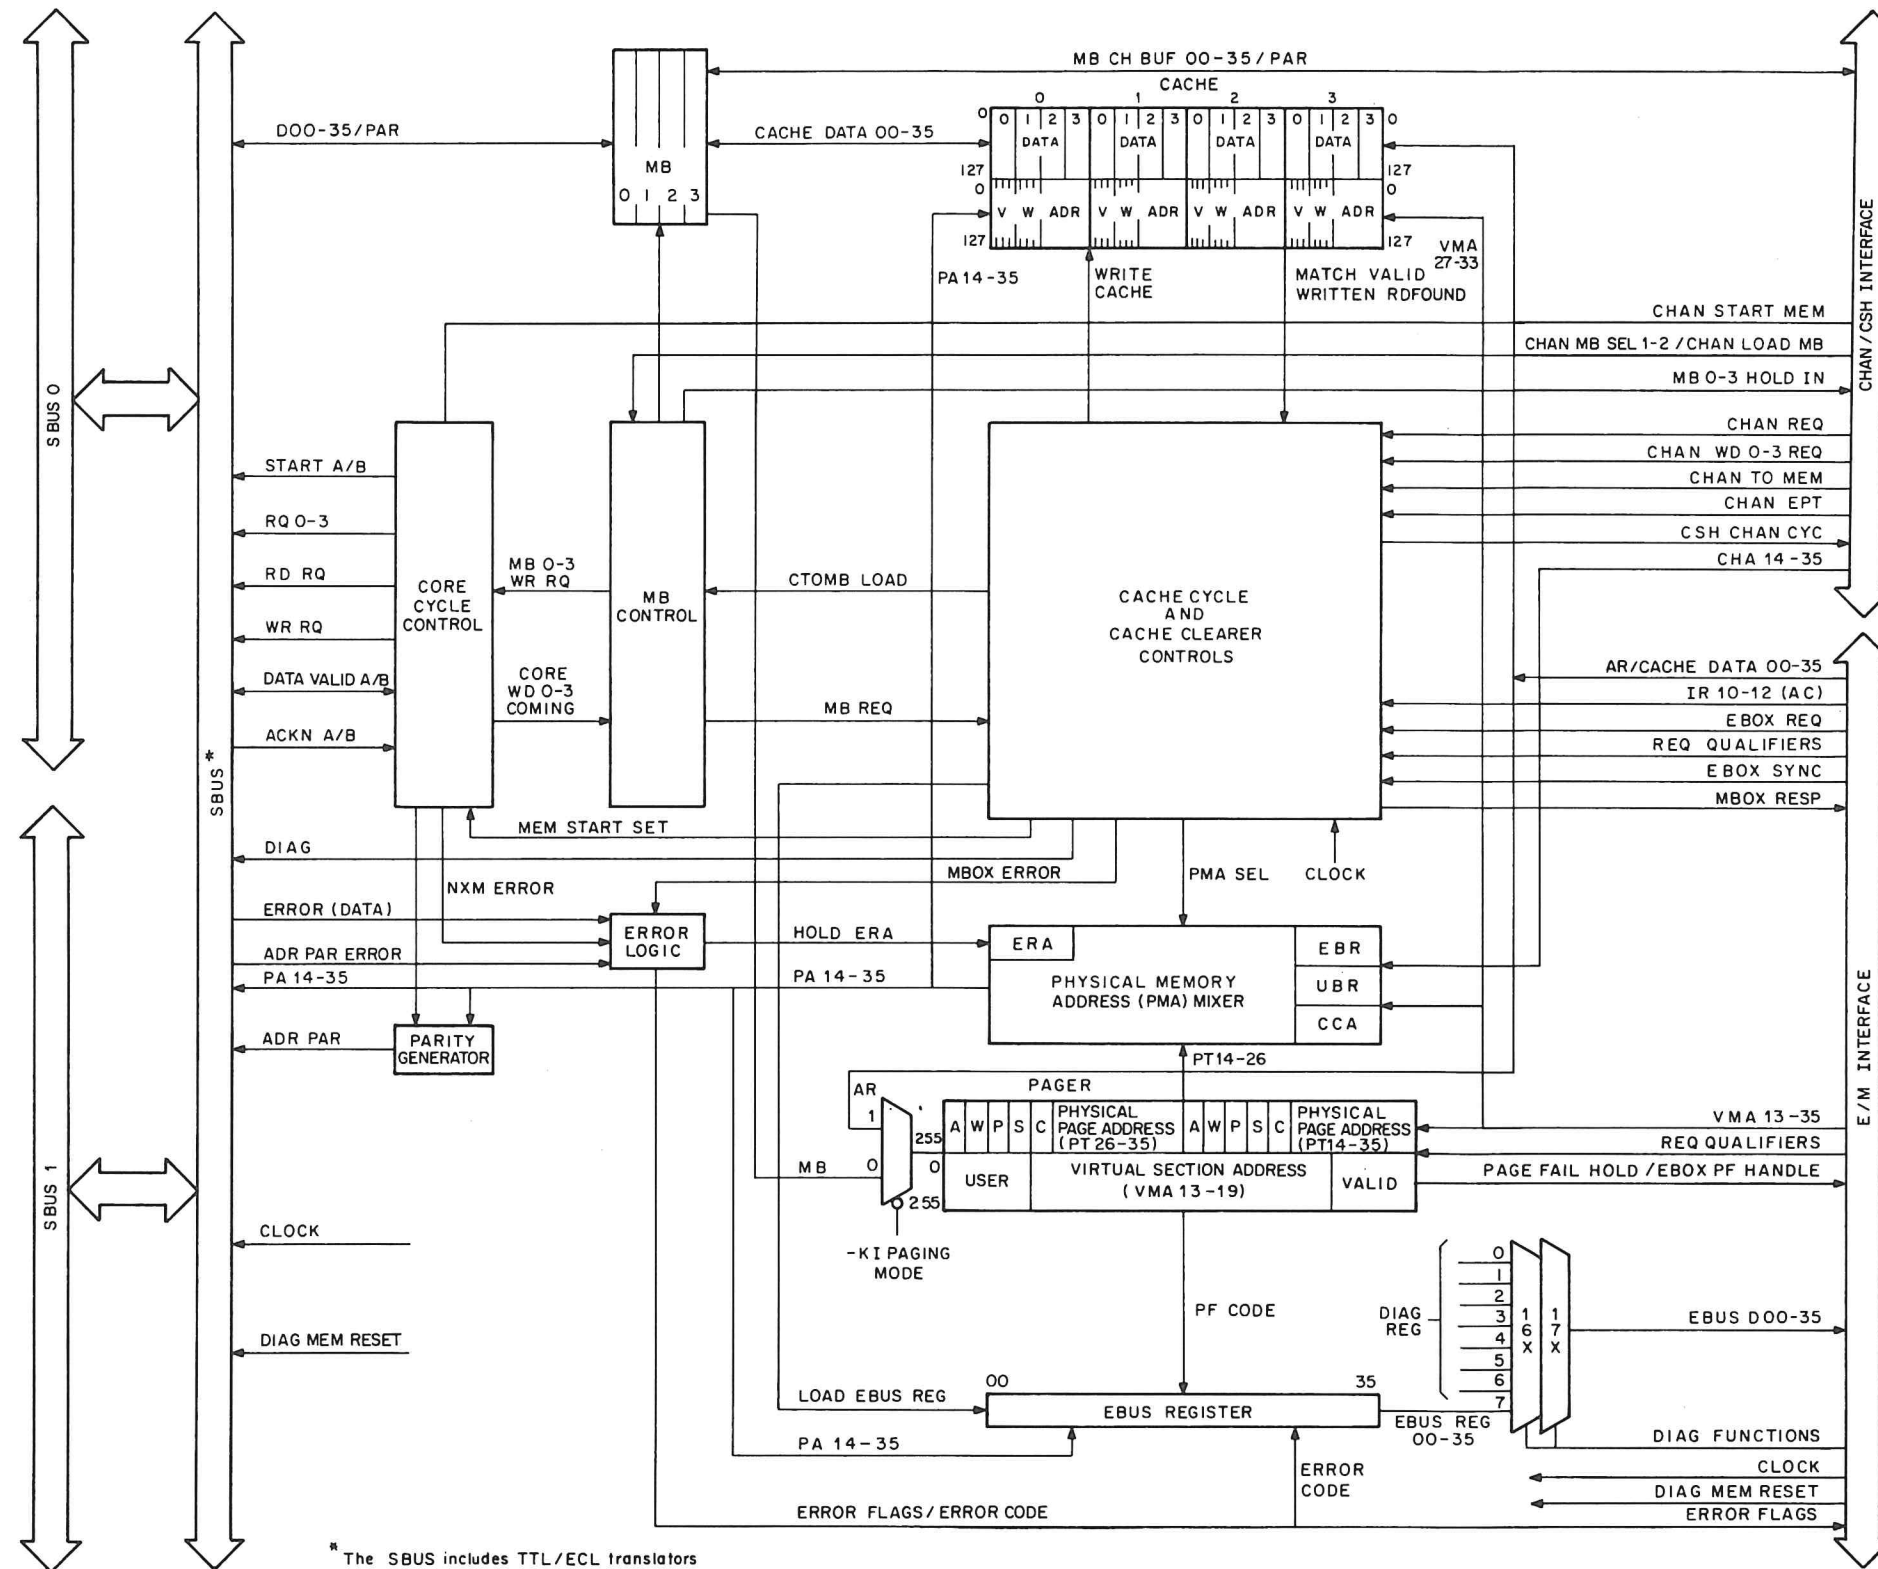 MB CH BUF 00-35/PAR
CACHE
0 1 2 3
D00-35/PAR
CACHE DATA 00-35
MB
0 1 2 3
0 0 1 2 3 0 1 2 3 0 1 2 3 0 1 2 3 0
DATA DATA DATA DATA
127 127
0 0
V W ADR V W ADR V W ADR V W ADR
127 127
VMA
27-33
PA 14-35
WRITE
CACHE
MATCH VALID
WRITTEN RDFOUND
CHAN/CSH INTERFACE
CHAN START MEM
CHAN MB SEL 1-2/CHAN LOAD MB
MB 0-3 HOLD IN
CHAN REQ
CHAN WD 0-3 REQ
CHAN TO MEM
CHAN EPT
CSH CHAN CYC
CHA 14-35
SBUS 0
SBUS 1
SBUS *
START A/B
RQ 0-3
RD RQ
WR RQ
DATA VALID A/B
ACKN A/B
CORE
CYCLE
CONTROL
MB 0-3
WR RQ
CORE
WD 0-3
COMING
MB
CONTROL
CTOMB LOAD
MB REQ
CACHE CYCLE
AND
CACHE CLEARER
CONTROLS
AR/CACHE DATA 00-35
IR 10-12 (AC)
EBOX REQ
REQ QUALIFIERS
EBOX SYNC
MBOX RESP
MEM START SET
DIAG
MBOX ERROR
PMA SEL
CLOCK
NXM ERROR
ERROR (DATA)
ADR PAR ERROR
PA 14-35
ERROR
LOGIC
HOLD ERA
PA 14-35
ERA
PHYSICAL MEMORY
ADDRESS (PMA) MIXER
EBR
UBR
CCA
E/M INTERFACE
ADR PAR
PARITY
GENERATOR
PT14-26
PAGER
AR
1
0
MB
255
0
255
A W P S C PHYSICAL
PAGE ADDRESS
(PT 26-35)
A W P S C PHYSICAL
PAGE ADDRESS
(PT14-35)
USER
VIRTUAL SECTION ADDRESS
(VMA 13-19)
VALID
-KI PAGING
MODE
VMA 13-35
REQ QUALIFIERS
PAGE FAIL HOLD/EBOX PF HANDLE
CLOCK
DIAG MEM RESET
PF CODE
DIAG
REG
0
1
2
3
4
5
6
7
16X
17X
EBUS D00-35
LOAD EBUS REG
00
35
EBUS REGISTER
EBUS REG
00-35
PA 14-35
ERROR
CODE
ERROR FLAGS/ERROR CODE
DIAG FUNCTIONS
CLOCK
DIAG MEM RESET
ERROR FLAGS
* The SBUS includes TTL/ECL translators